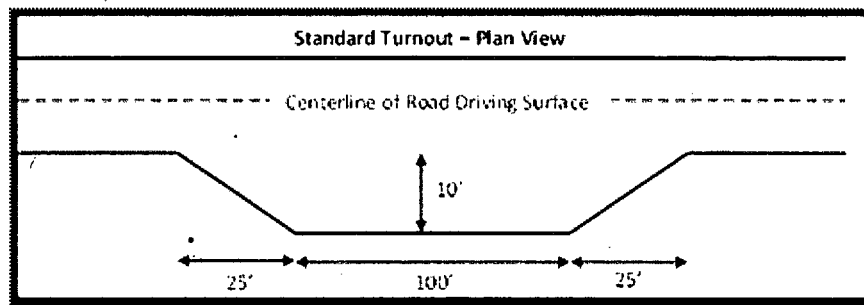 Standard Turnout – Plan View
Centerline of Road Driving Surface
10'
25'
100'
25'